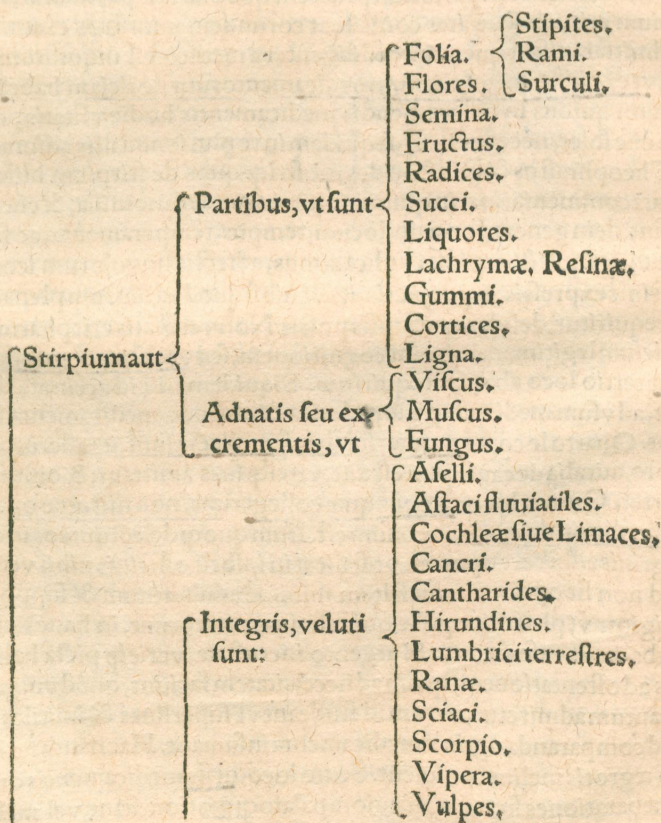 Stipites.
Folia. Rami.
Flores. Surculi.
Semina.
Fructus.
Radices.
Partibus, vt sunt Succi.
Liquores.
Lachrymæ. Resinæ.
Gummi.
Cortices.
Stirpium aut Ligna.
Viscus.
Adnatis seu ex- Muscus.
crementis, vt Fungus.
Aselli.
Astaci fluuiatiles.
Cochleæ siue Limaces.
Cancri.
Cantharides.
Integris, veluti Hirundines.
sunt: Lumbrici terrestres.
Ranæ.
Sciaci.
Scorpio.
Vipera.
Vulpes.